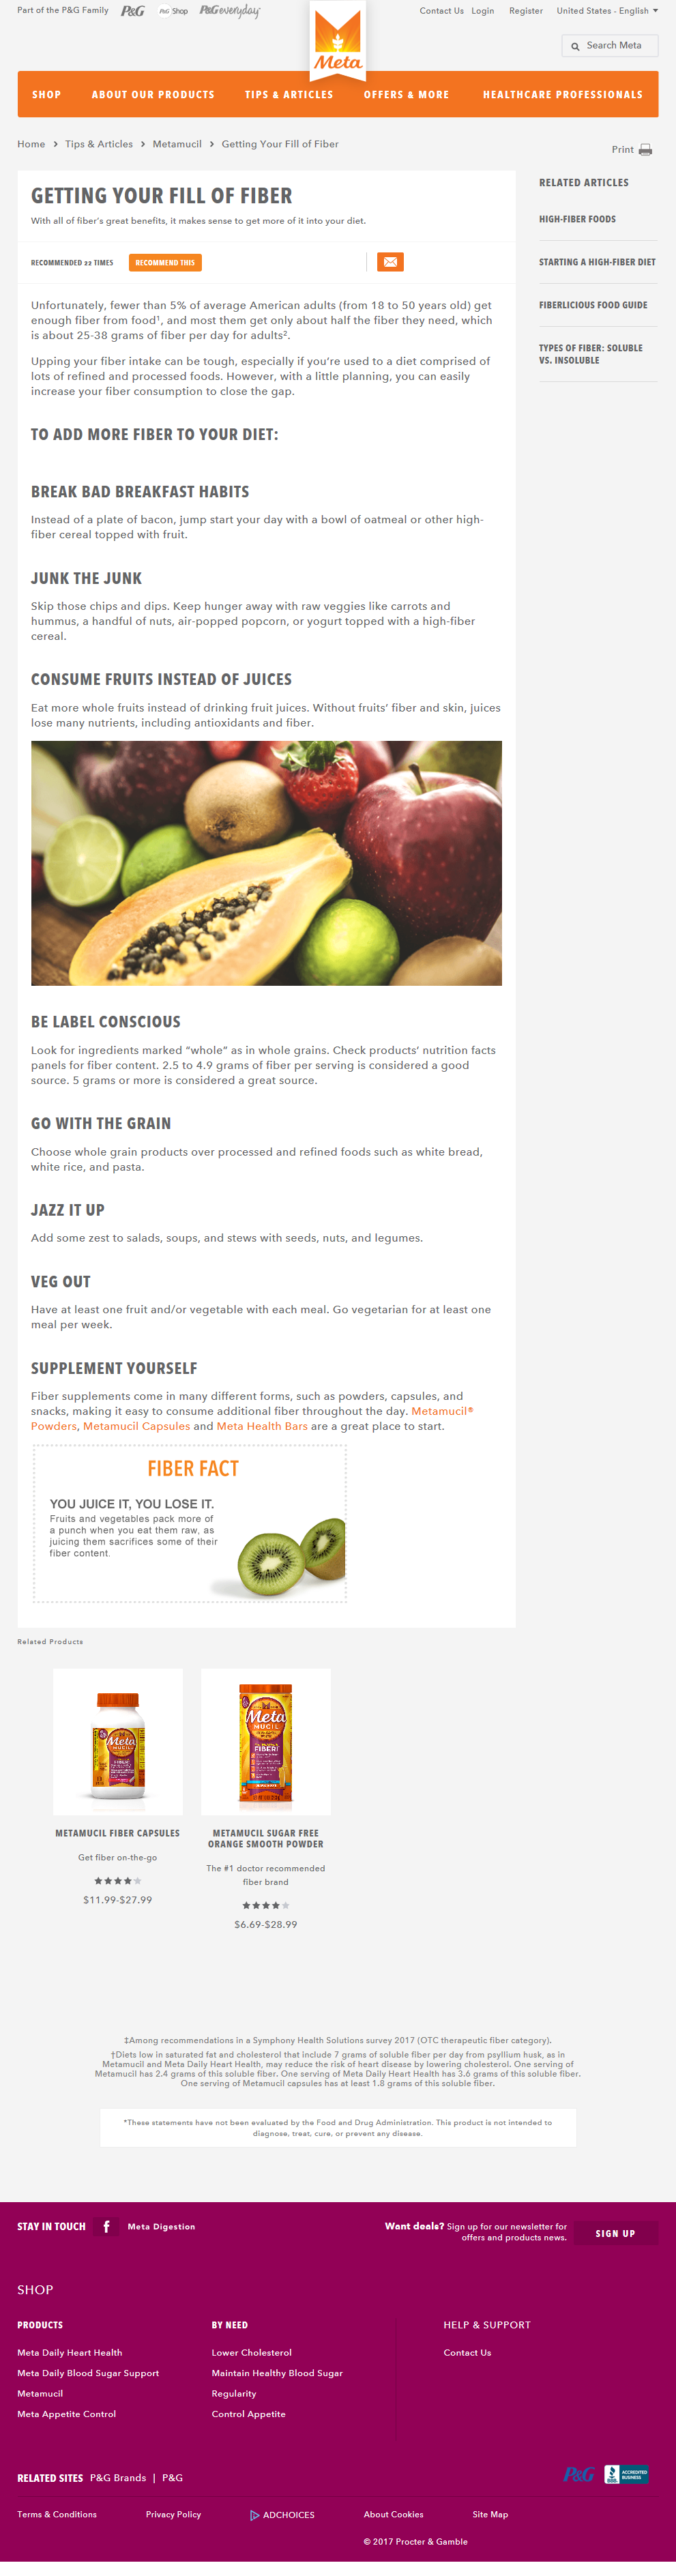 Part of the P&G Family P&G P&G Shop P&G everyday
Contact Us Login Register United States - English
Meta
Search Meta
SHOP ABOUT OUR PRODUCTS TIPS & ARTICLES OFFERS & MORE HEALTHCARE PROFESSIONALS
Home > Tips & Articles > Metamucil > Getting Your Fill of Fiber
Print
GETTING YOUR FILL OF FIBER
With all of fiber's great benefits, it makes sense to get more of it into your diet.
RECOMMENDED 22 TIMES RECOMMEND THIS
Unfortunately, fewer than 5% of average American adults (from 18 to 50 years old) get
enough fiber from food¹, and most them get only about half the fiber they need, which
is about 25-38 grams of fiber per day for adults².
Upping your fiber intake can be tough, especially if you're used to a diet comprised of
lots of refined and processed foods. However, with a little planning, you can easily
increase your fiber consumption to close the gap.
TO ADD MORE FIBER TO YOUR DIET:
BREAK BAD BREAKFAST HABITS
Instead of a plate of bacon, jump start your day with a bowl of oatmeal or other high-
fiber cereal topped with fruit.
JUNK THE JUNK
Skip those chips and dips. Keep hunger away with raw veggies like carrots and
hummus, a handful of nuts, air-popped popcorn, or yogurt topped with a high-fiber
cereal.
CONSUME FRUITS INSTEAD OF JUICES
Eat more whole fruits instead of drinking fruit juices. Without fruits' fiber and skin, juices
lose many nutrients, including antioxidants and fiber.
BE LABEL CONSCIOUS
Look for ingredients marked “whole” as in whole grains. Check products' nutrition facts
panels for fiber content. 2.5 to 4.9 grams of fiber per serving is considered a good
source. 5 grams or more is considered a great source.
GO WITH THE GRAIN
Choose whole grain products over processed and refined foods such as white bread,
white rice, and pasta.
JAZZ IT UP
Add some zest to salads, soups, and stews with seeds, nuts, and legumes.
VEG OUT
Have at least one fruit and/or vegetable with each meal. Go vegetarian for at least one
meal per week.
SUPPLEMENT YOURSELF
Fiber supplements come in many different forms, such as powders, capsules, and
snacks, making it easy to consume additional fiber throughout the day. Metamucil®
Powders, Metamucil Capsules and Meta Health Bars are a great place to start.
FIBER FACT
YOU JUICE IT, YOU LOSE IT.
Fruits and vegetables pack more of
a punch when you eat them raw, as
juicing them sacrifices some of their
fiber content.
RELATED ARTICLES
HIGH-FIBER FOODS
STARTING A HIGH-FIBER DIET
FIBERLICIOUS FOOD GUIDE
TYPES OF FIBER: SOLUBLE
VS. INSOLUBLE
Related Products
Meta
MUCIL
METAMUCIL FIBER CAPSULES
Get fiber on-the-go
$11.99-$27.99
Meta
MUCIL
FIBER!
METAMUCIL SUGAR FREE
ORANGE SMOOTH POWDER
The #1 doctor recommended
fiber brand
$6.69-$28.99
‡Among recommendations in a Symphony Health Solutions survey 2017 (OTC therapeutic fiber category).
†Diets low in saturated fat and cholesterol that include 7 grams of soluble fiber per day from psyllium husk, as in
Metamucil and Meta Daily Heart Health, may reduce the risk of heart disease by lowering cholesterol. One serving of
Metamucil has 2.4 grams of this soluble fiber. One serving of Meta Daily Heart Health has 3.6 grams of this soluble fiber.
One serving of Metamucil capsules has at least 1.8 grams of this soluble fiber.
*These statements have not been evaluated by the Food and Drug Administration. This product is not intended to
diagnose, treat, cure, or prevent any disease.
STAY IN TOUCH f Meta Digestion
Want deals? Sign up for our newsletter for
offers and products news.
SIGN UP
SHOP
PRODUCTS
Meta Daily Heart Health
Meta Daily Blood Sugar Support
Metamucil
Meta Appetite Control
BY NEED
Lower Cholesterol
Maintain Healthy Blood Sugar
Regularity
Control Appetite
HELP & SUPPORT
Contact Us
RELATED SITES P&G Brands | P&G
P&G BBB ACCREDITED
BUSINESS
Terms & Conditions Privacy Policy ADCHOICES About Cookies Site Map
© 2017 Procter & Gamble